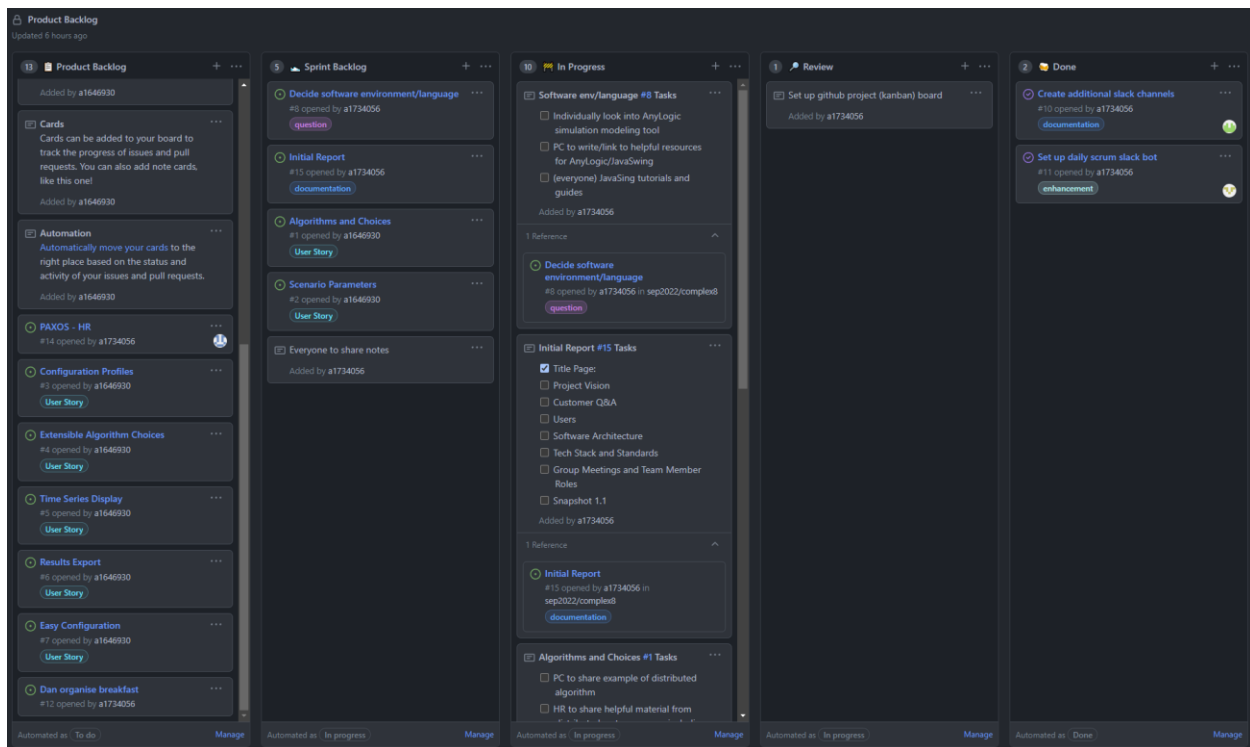 Product Backlog
Updated 6 hours ago
13 Product Backlog
Added by a1646930
Cards
Cards can be added to your board to
track the progress of issues and pull
requests. You can also add note cards,
like this one!
Added by a1646930
Automation
Automatically move your cards to the
right place based on the status and
activity of your issues and pull requests.
Added by a1646930
PAXOS - HR
#14 opened by a1734056
Configuration Profiles
#3 opened by a1646930
User Story
Extensible Algorithm Choices
#4 opened by a1646930
User Story
Time Series Display
#5 opened by a1646930
User Story
Results Export
#6 opened by a1646930
User Story
Easy Configuration
#7 opened by a1646930
User Story
Dan organise breakfast
#12 opened by a1734056
Automated as To do
Manage
5 Sprint Backlog
Decide software environment/language
#8 opened by a1734056
question
Initial Report
#15 opened by a1734056
documentation
Algorithms and Choices
#1 opened by a1646930
User Story
Scenario Parameters
#2 opened by a1646930
User Story
Everyone to share notes
Added by a1734056
Automated as In progress
Manage
10 In Progress
Software env/language #8 Tasks
Individually look into AnyLogic
simulation modeling tool
PC to write/link to helpful resources
for AnyLogic/JavaSwing
(everyone) JavaSing tutorials and
guides
Added by a1734056
1 Reference
Decide software
environment/language
#8 opened by a1734056 in sep2022/complex8
question
Initial Report #15 Tasks
Title Page:
Project Vision
Customer Q&A
Users
Software Architecture
Tech Stack and Standards
Group Meetings and Team Member
Roles
Snapshot 1.1
Added by a1734056
1 Reference
Initial Report
#15 opened by a1734056 in
sep2022/complex8
documentation
Algorithms and Choices #1 Tasks
PC to share example of distributed
algorithm
HR to share helpful material from
Automated as In progress
Manage
1 Review
Set up github project (kanban) board
Added by a1734056
Automated as In progress
Manage
2 Done
Create additional slack channels
#10 opened by a1734056
documentation
Set up daily scrum slack bot
#11 opened by a1734056
enhancement
Automated as Done
Manage